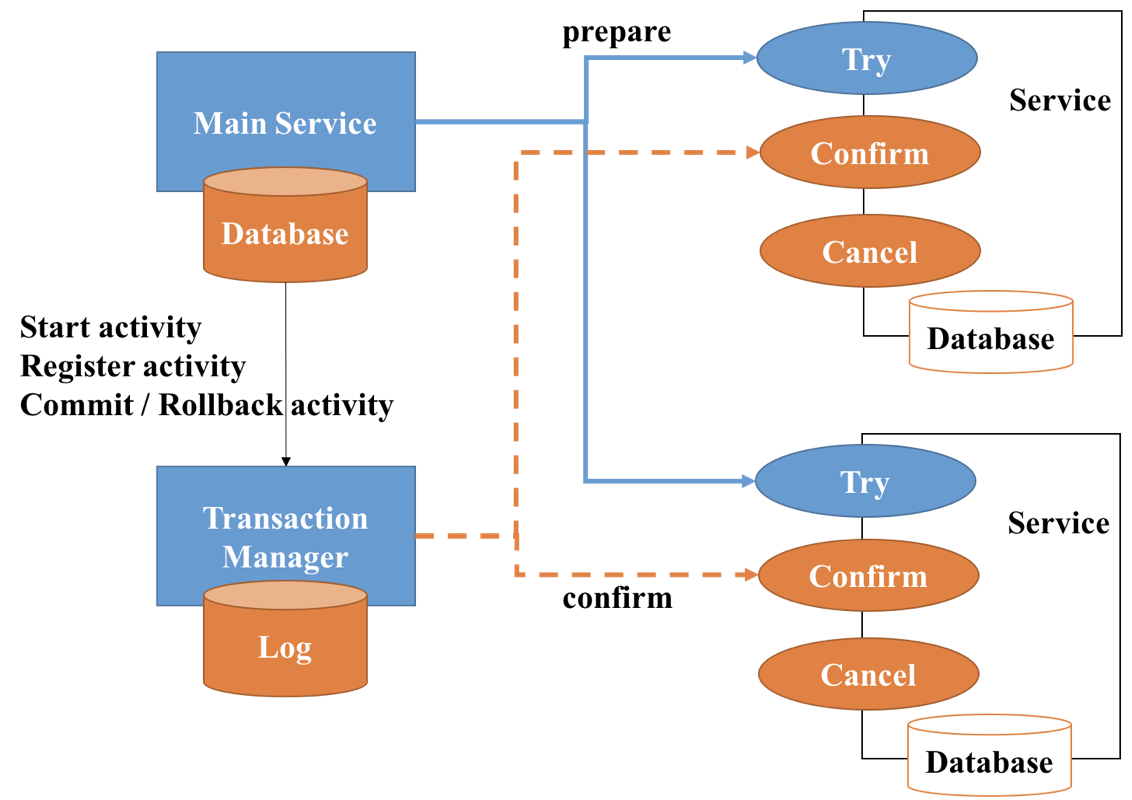 prepare
Try
Service
Main Service
Confirm
Database
Cancel
Database
Start activity
Register activity
Commit / Rollback activity
Try
Service
Transaction
Manager
Confirm
confirm
Log
Cancel
Database